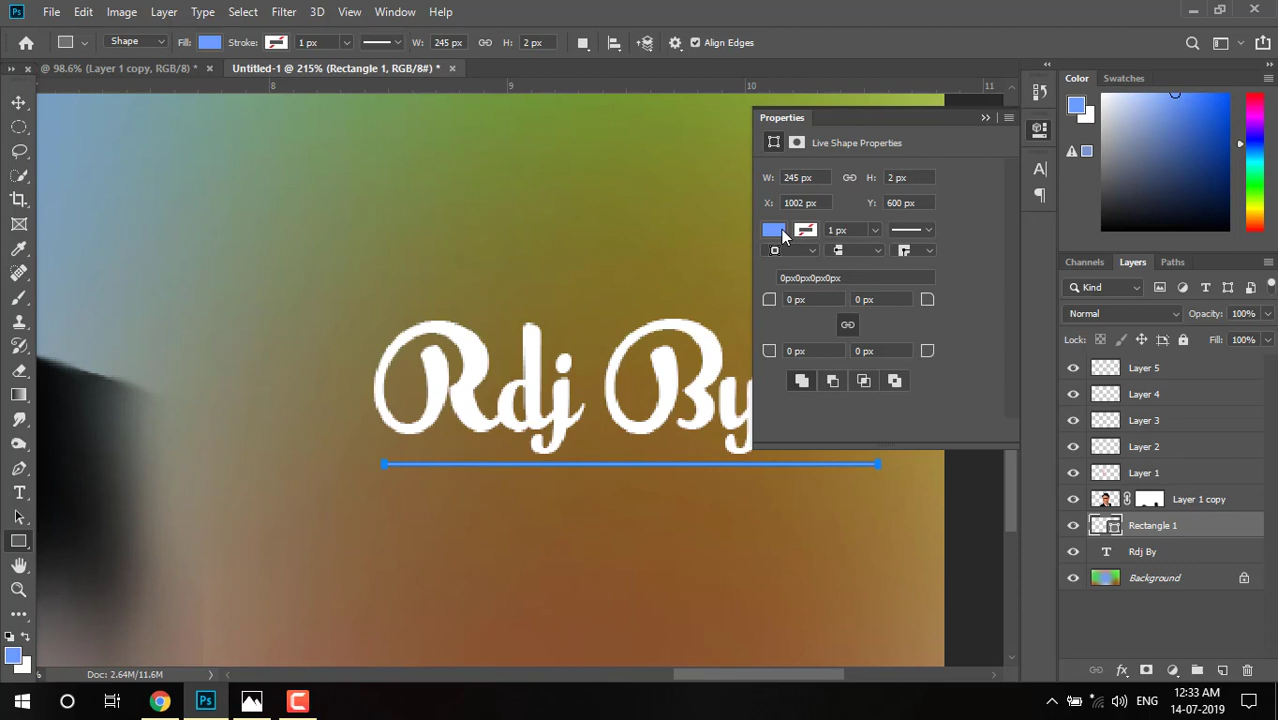 Ps File Edit Image Layer Type Select Filter 3D View Window Help
Shape Fill: Stroke: 1 px W: 245 px H: 2 px Align Edges
@ 98.6% (Layer 1 copy, RGB/8) * × Untitled-1 @ 215% (Rectangle 1, RGB/8#) * ×
8 9 10 11
Properties
Live Shape Properties
W: 245 px H: 2 px
X: 1002 px Y: 600 px
1 px
0px0px0px0px
0 px 0 px
0 px 0 px
Rdj By
Color Swatches
Channels Layers Paths
Kind
Normal Opacity: 100%
Lock: Fill: 100%
Layer 5
Layer 4
Layer 3
Layer 2
Layer 1
Layer 1 copy
Rectangle 1
T Rdj By
Background
% Doc: 2.64M/11.6M
fx
Ps ENG 12:33 AM
14-07-2019